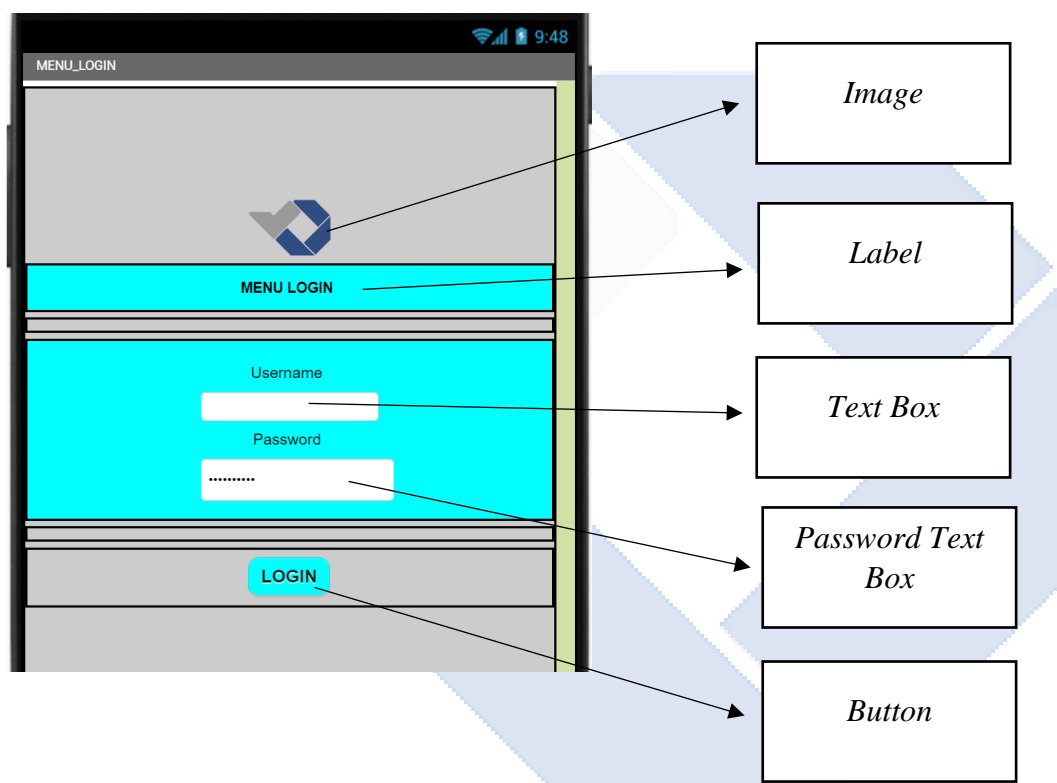 9:48
MENU_LOGIN
Image
Label
MENU LOGIN
Username
Text Box
Password
••••••••••
Password Text
Box
LOGIN
Button